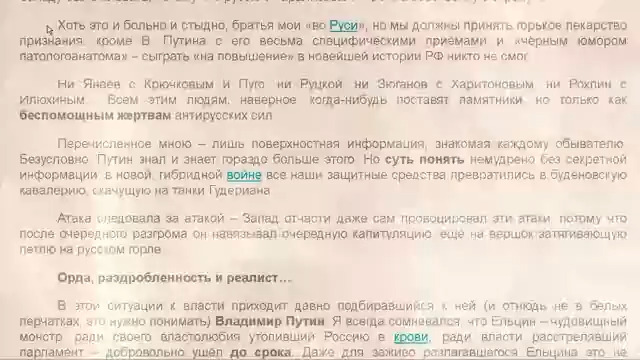 Хоть это и больно и стыдно, братья мои «во Руси», но мы должны принять горькое лекарство
признания, кроме В. Путина с его весьма специфическими приёмами и «чёрным юмором
патологоанатома» – сыграть «на повышение» в новейшей истории РФ никто не смог.
Ни Янаев с Крючковым и Пуго, ни Руцкой, ни Зюганов с Харитоновым, ни Рохлин с
Илюхиным... Всем этим людям, наверное когда-нибудь поставят памятники, но только как
беспомощным жертвам антирусских сил.
Перечисленное мною – лишь поверхностная информация, знакомая каждому обывателю.
Безусловно, Путин знал и знает гораздо больше этого. Но суть понять немудрено без секретной
информации: в новой, гибридной войне все наши защитные средства превратились в буденовскую
кавалерию, скачущую на танки Гудериана.
Атака следовала за атакой – Запад отчасти даже сам провоцировал эти атаки, потому что
после очередного разгрома он навязывал очередную капитуляцию, ещё на вершок затягивающую
петлю на русском горле.
Орда, раздробленность и реалист…
В этой ситуации к власти приходит давно подбиравшийся к ней (и отнюдь не в белых
перчатках, это нужно понимать) Владимир Путин. Я всегда сомневался, что Ельцин – чудовищный
монстр, ради своего властолюбия утопивший Россию в крови, ради власти расстрелявший
парламент – добровольно ушёл до срока. Даже для заживо разлагавшегося Ельцина это не